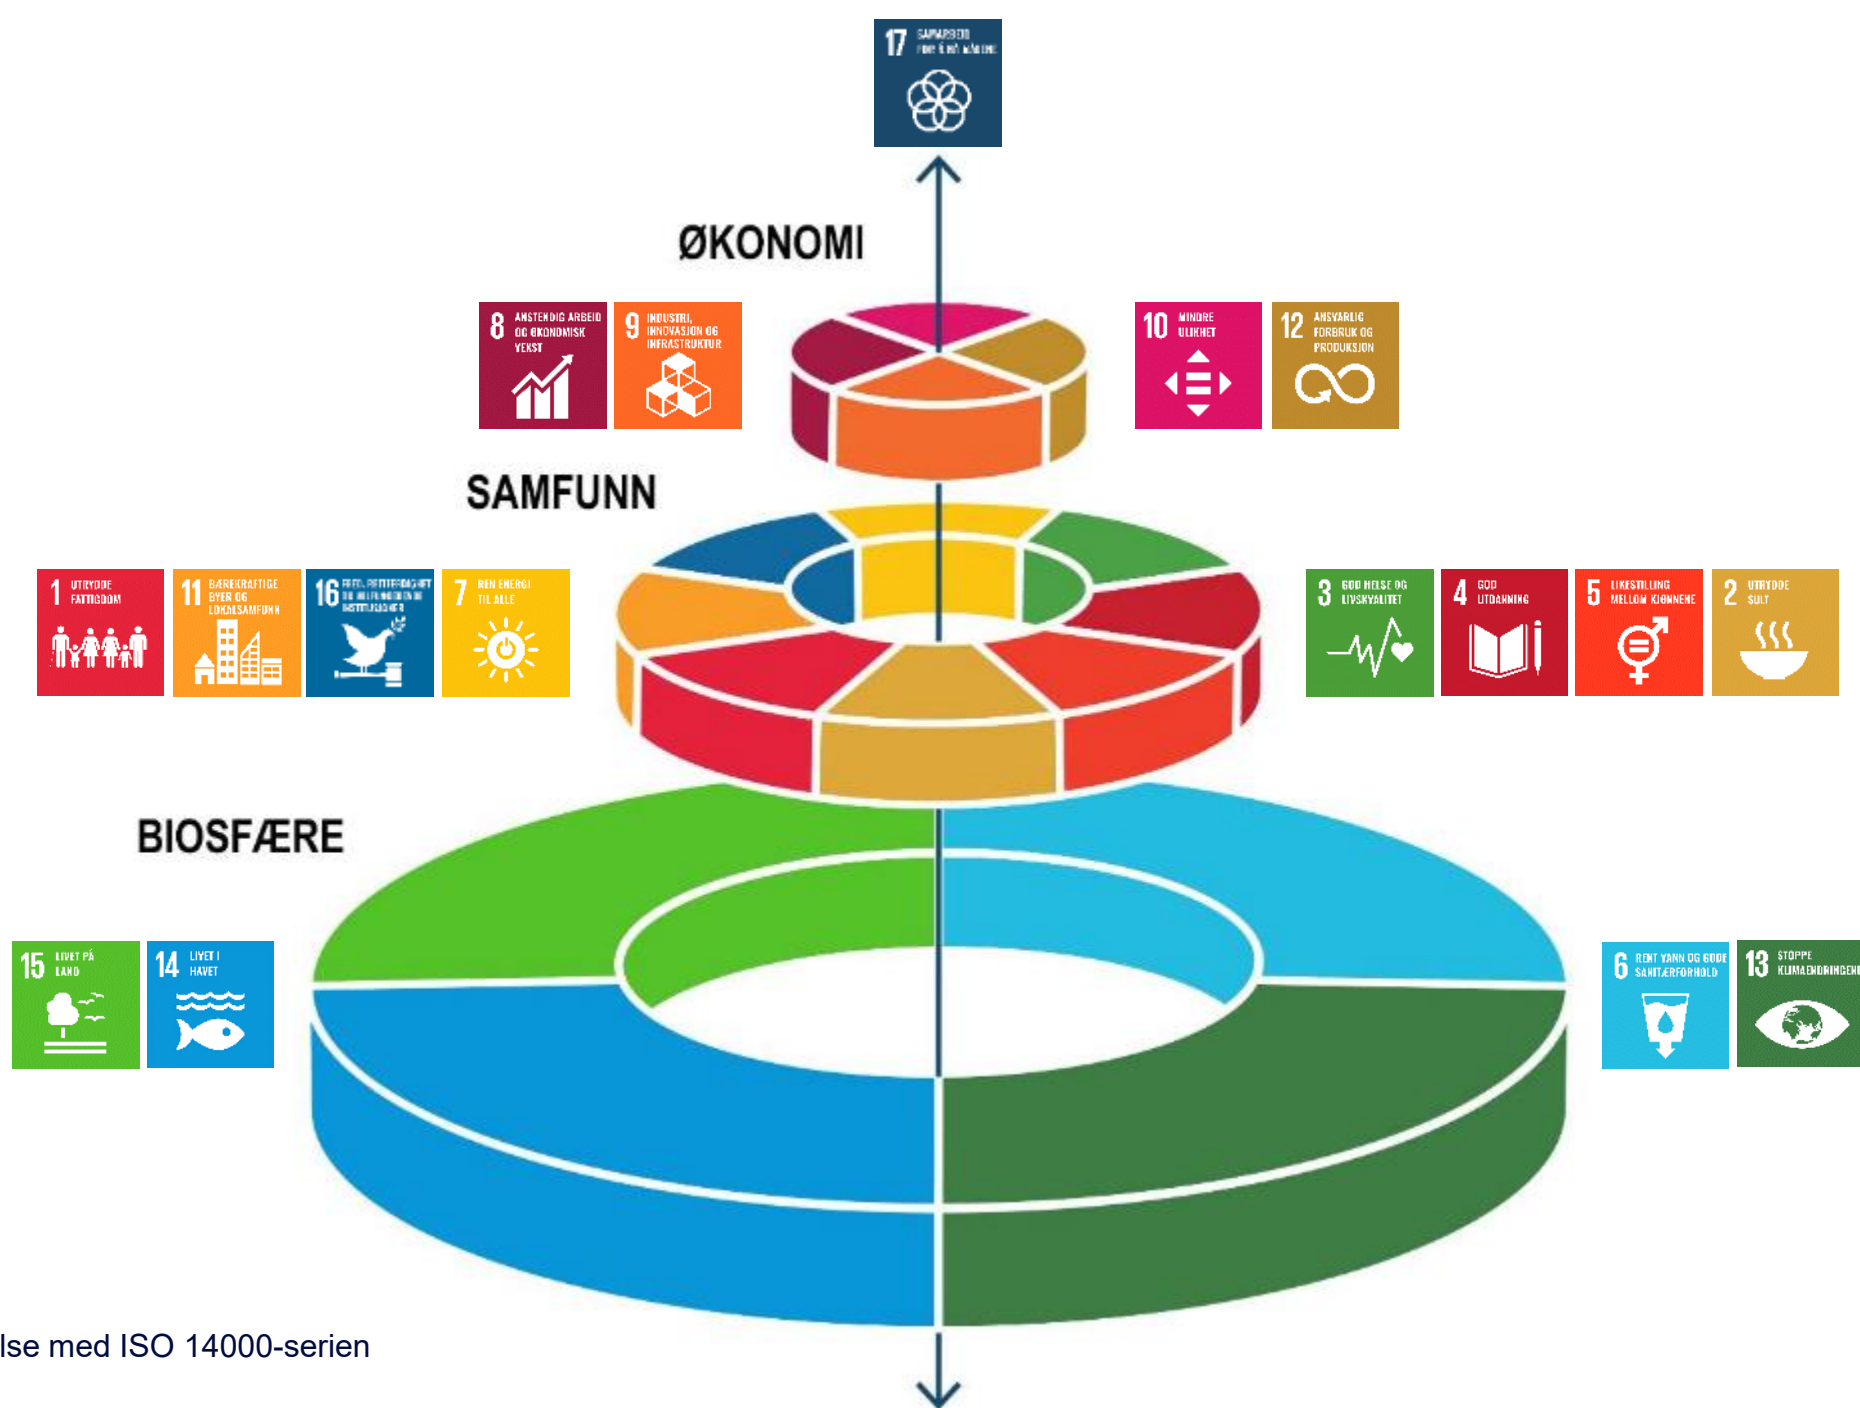 17 SAMARBEID
FOR Å NÅ MÅLENE
ØKONOMI
8 ANSTENDIG ARBEID
OG ØKONOMISK
VEKST
9 INDUSTRI,
INNOVASJON OG
INFRASTRUKTUR
10 MINDRE
ULIKHET
12 ANSVARLIG
FORBRUK OG
PRODUKSJON
SAMFUNN
1 UTRYDDE
FATTIGDOM
11 BÆREKRAFTIGE
BYER OG
LOKALSAMFUNN
16 FRED, RETTFERDIGHET
INSTITUSJONER
7 REN ENERGI
TIL ALLE
3 GOD HELSE OG
LIVSKVALITET
4 GOD
UTDANNING
5 LIKESTILLING
MELLOM KJØNNENE
2 UTRYDDE
SULT
BIOSFÆRE
15 LIVET PÅ
LAND
14 LIVET I
HAVET
6 RENT VANN OG GODE
SANITÆRFORHOLD
13 STOPPE
KLIMAENDRINGENE
lse med ISO 14000-serien